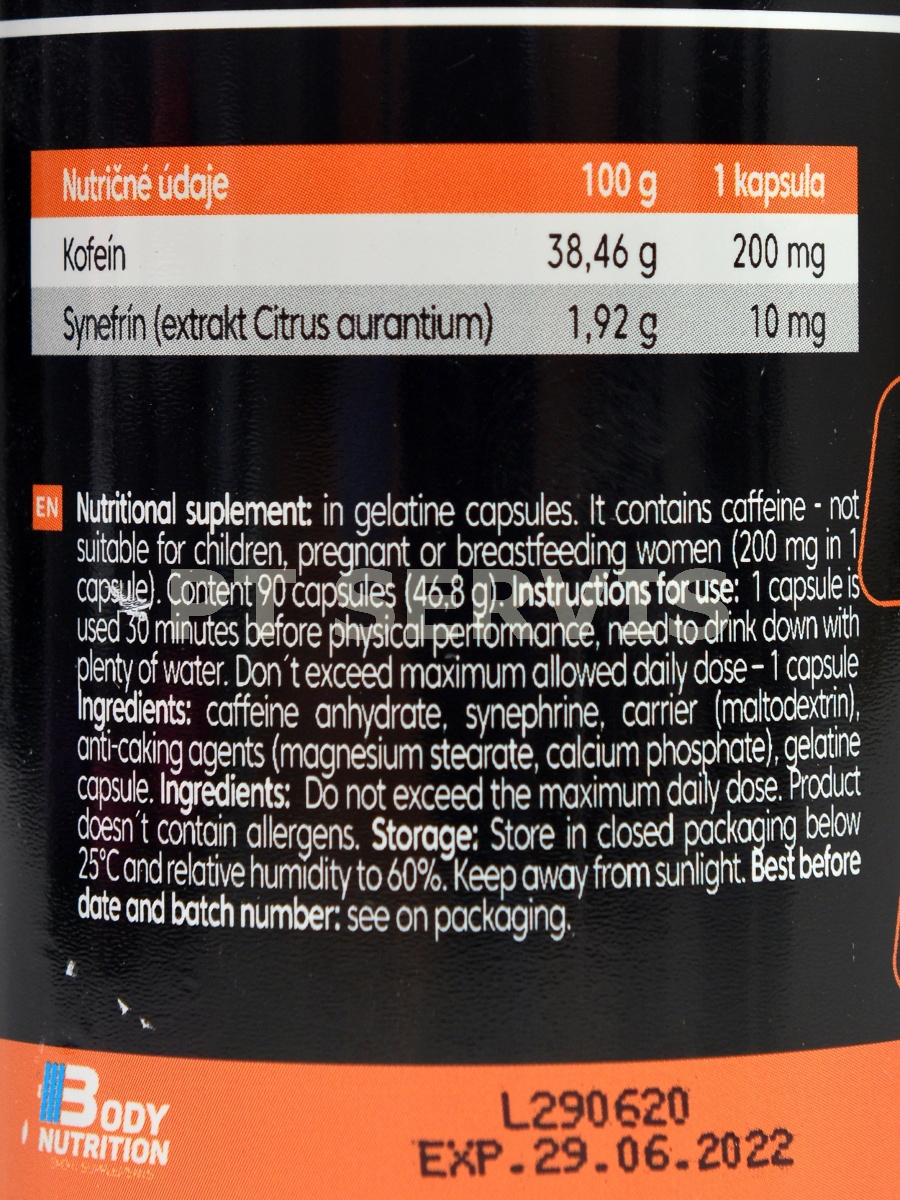 Nutričné údaje 100 g 1 kapsula
Kofeín 38,46 g 200 mg
Synefrín (extrakt Citrus aurantium) 1,92 g 10 mg
EN Nutritional suplement: in gelatine capsules. It contains caffeine - not
suitable for children, pregnant or breastfeeding women (200 mg in 1
capsule). Content 90 capsules (46,8 g). Instructions for use: 1 capsule is
used 30 minutes before physical performance, need to drink down with
plenty of water. Don´t exceed maximum allowed daily dose – 1 capsule
Ingredients: caffeine anhydrate, synephrine, carrier (maltodextrin),
anti-caking agents (magnesium stearate, calcium phosphate), gelatine
capsule. Ingredients: Do not exceed the maximum daily dose. Product
doesn´t contain allergens. Storage: Store in closed packaging below
25°C and relative humidity to 60%. Keep away from sunlight. Best before
date and batch number: see on packaging.
PT SERVIS
BODY
NUTRITION
L290620
EXP.29.06.2022